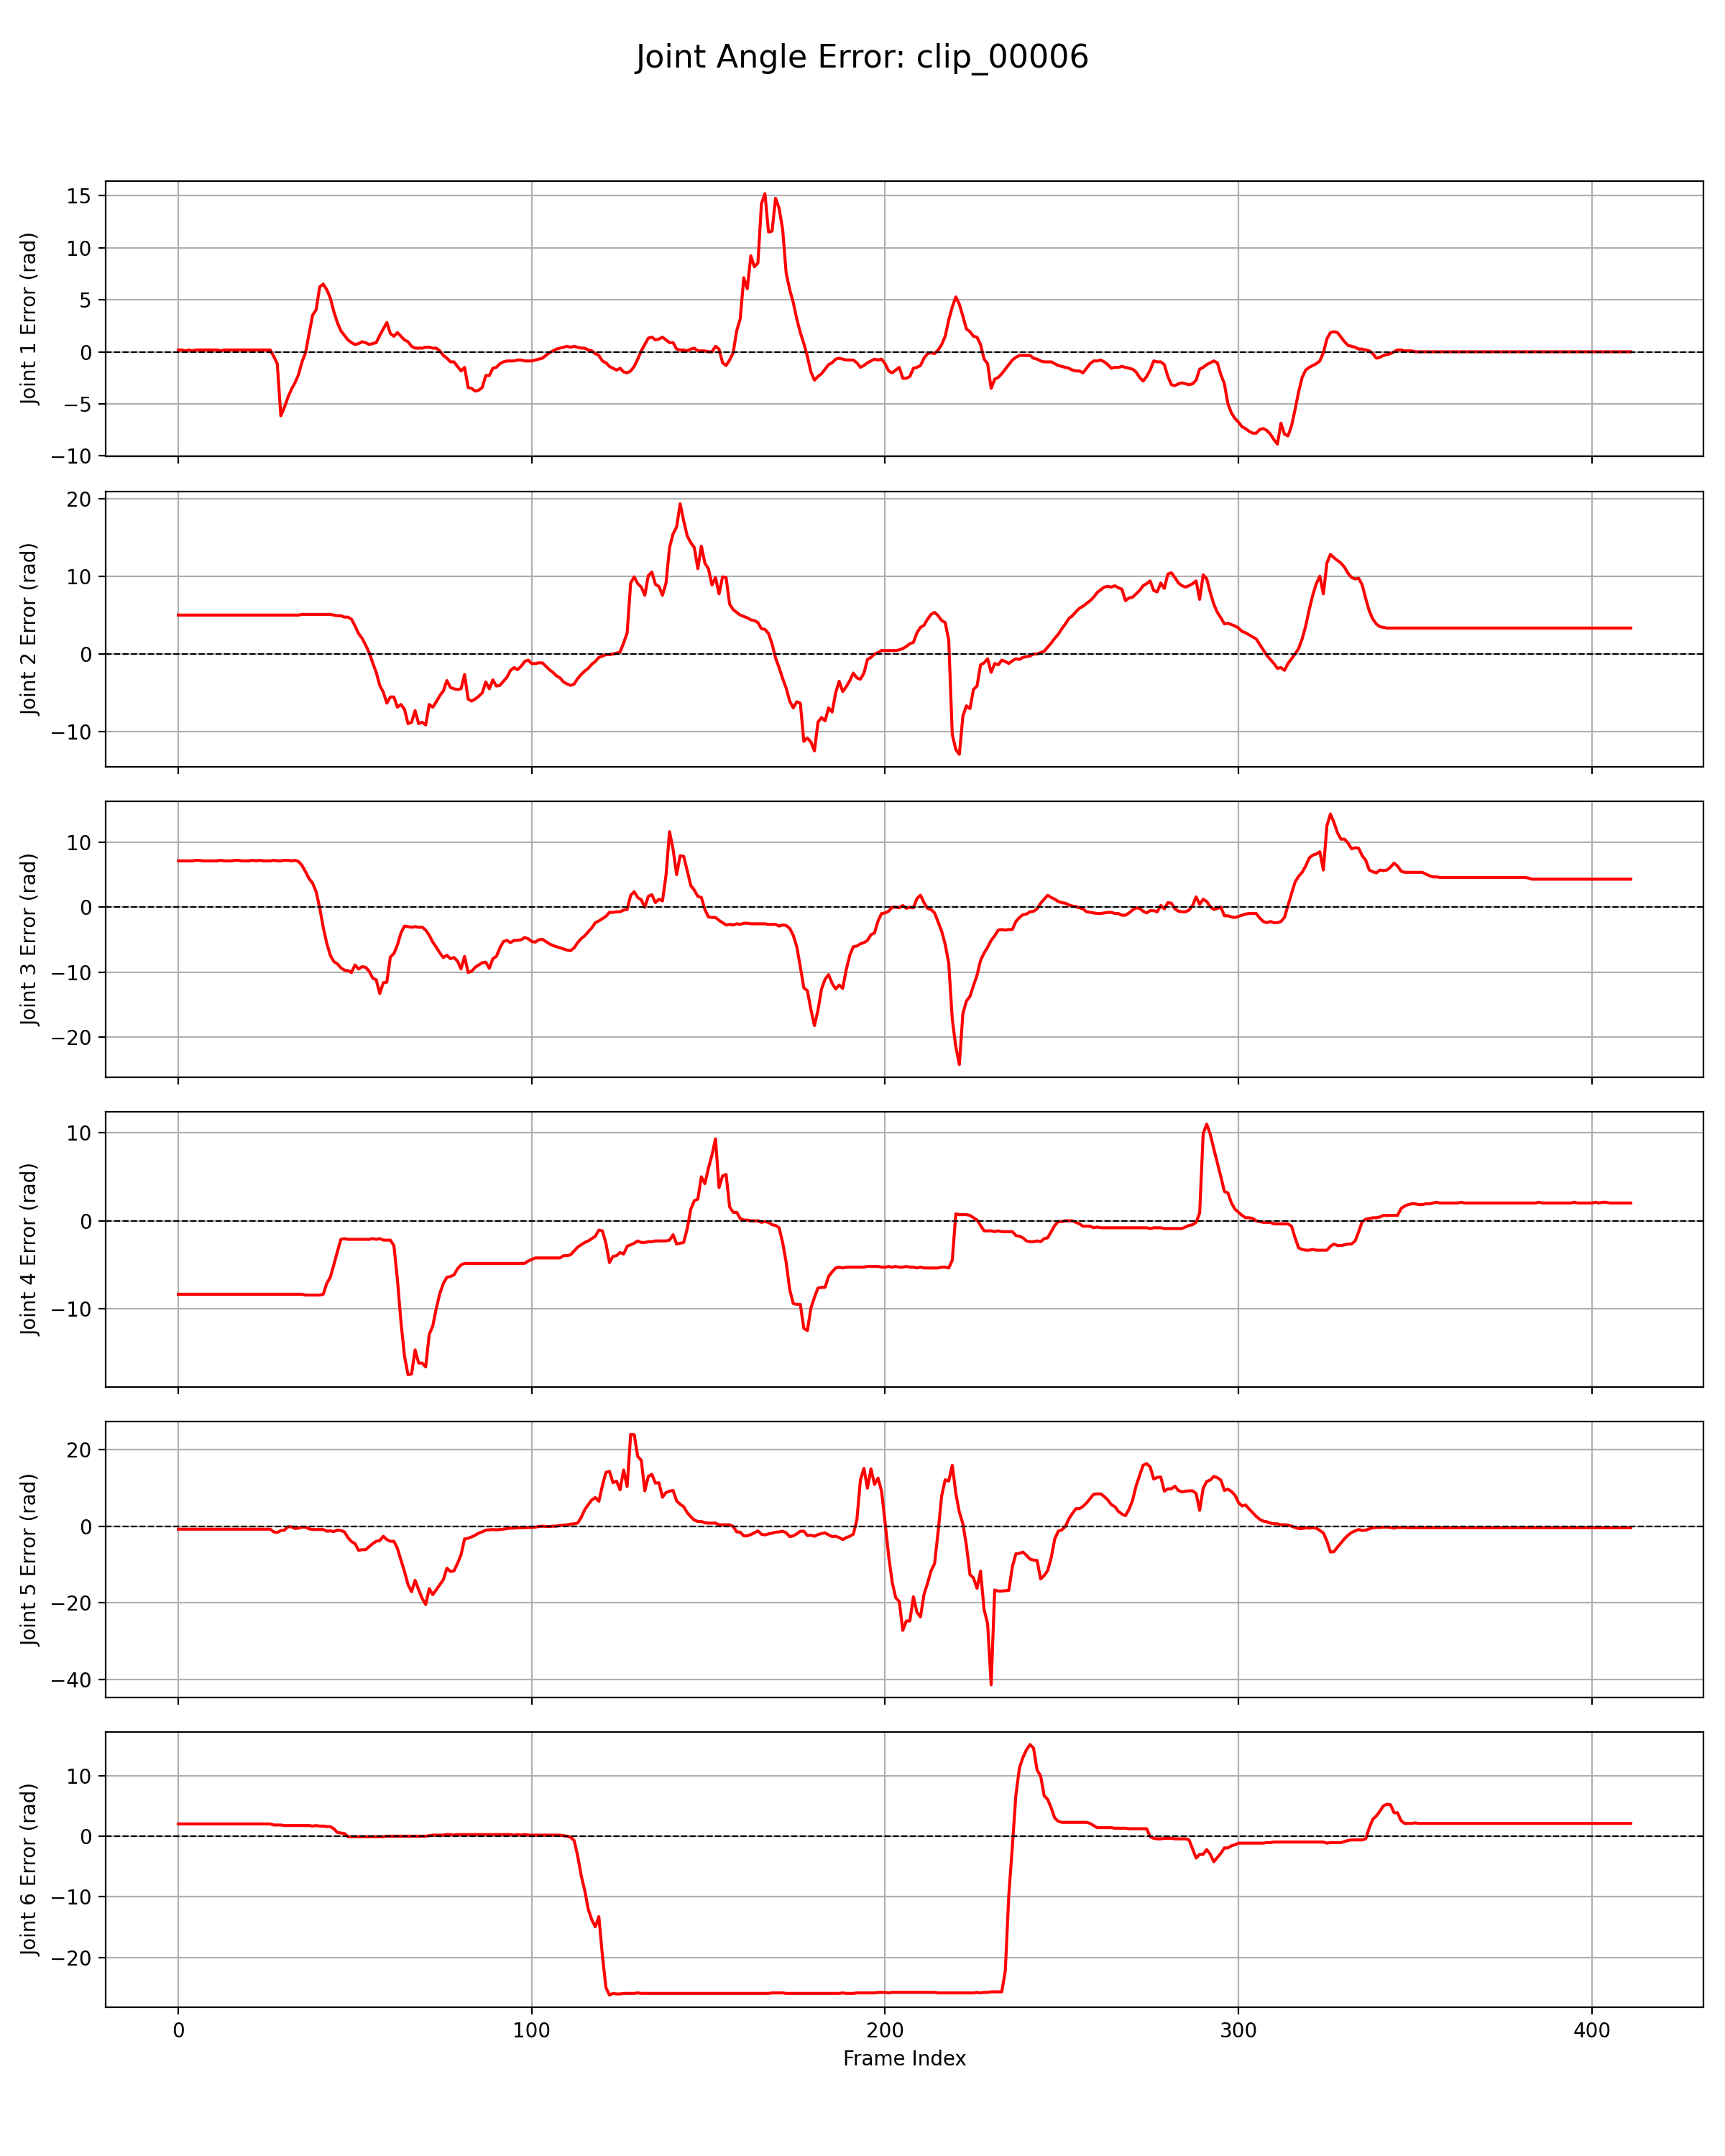 Joint Angle Error: clip_00006
Joint 1 Error (rad)
15
10
5
0
−5
−10
Joint 2 Error (rad)
20
10
0
−10
Joint 3 Error (rad)
10
0
−10
−20
Joint 4 Error (rad)
10
0
−10
Joint 5 Error (rad)
20
0
−20
−40
Joint 6 Error (rad)
10
0
−10
−20
0 100 200 300 400
Frame Index